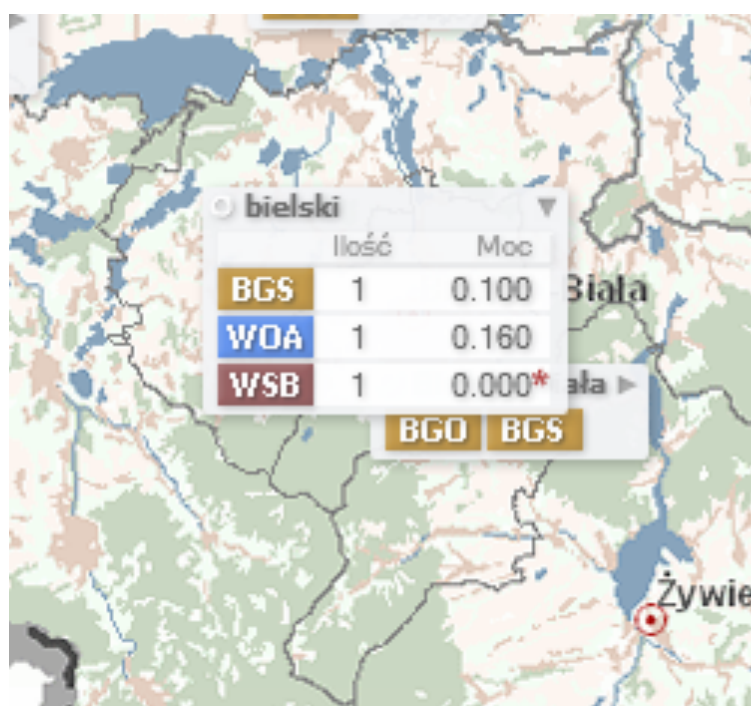 bielski
Ilość Moc
BGS 1 0.100
Biała
WOA 1 0.160
WSB 1 0.000*
ała
BGO BGS
Żywie